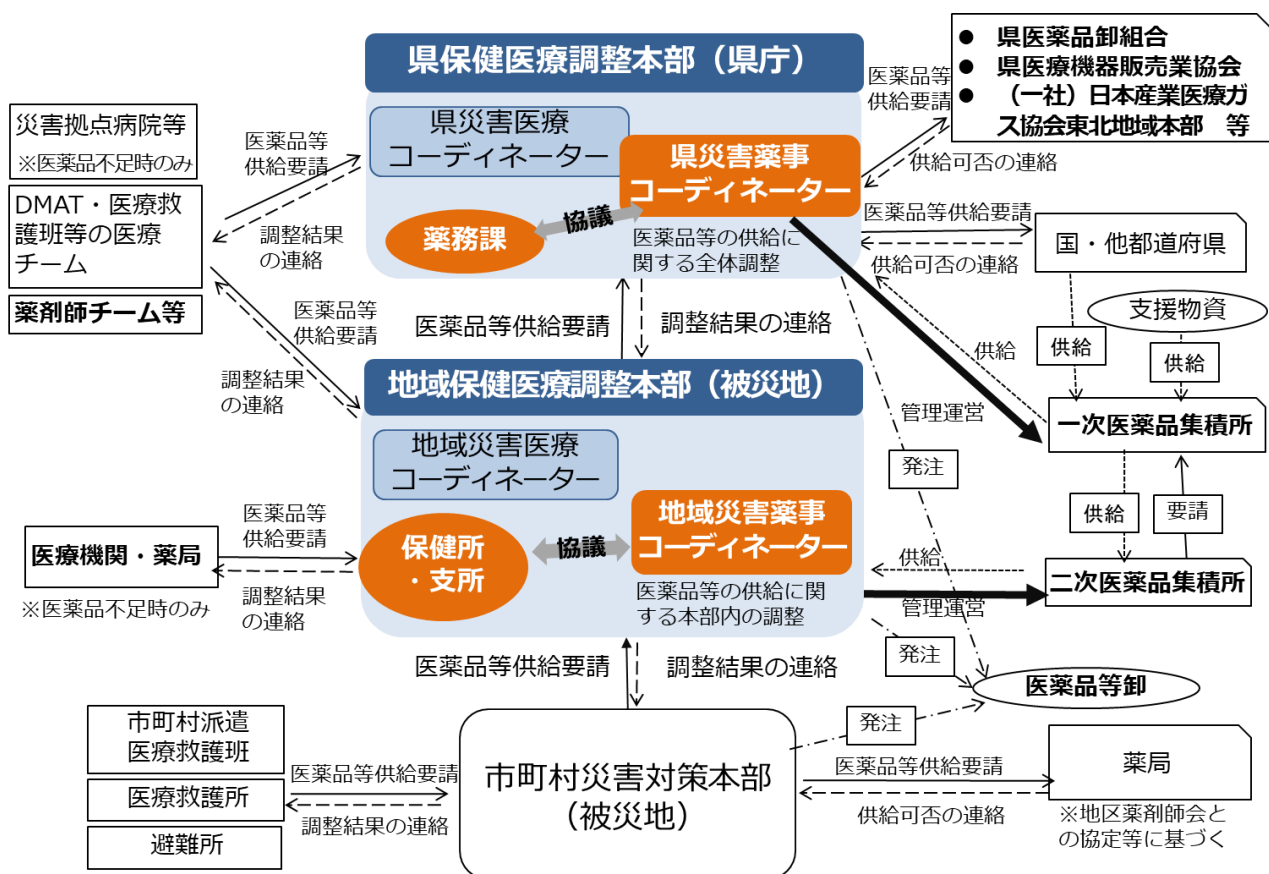 県保健医療調整本部（県庁）
県災害医療
コーディネーター
県災害薬事
コーディネーター
薬務課
協議
医薬品等の供給に
関する全体調整
● 県医薬品卸組合
● 県医療機器販売業協会
● （一社）日本産業医療ガ
ス協会東北地域本部　等
医薬品等
供給要請
供給可否の連絡
災害拠点病院等
※医薬品不足時のみ
DMAT・医療救
護班等の医療
チーム
薬剤師チーム等
医薬品等
供給要請
調整結果
の連絡
医薬品等
供給要請
調整結果
の連絡
医薬品等供給要請
供給可否の連絡
国・他都道府県
支援物資
供給
供給
供給
管理運営
発注
一次医薬品集積所
供給
要請
二次医薬品集積所
医薬品等供給要請
調整結果の連絡
地域保健医療調整本部（被災地）
地域災害医療
コーディネーター
地域災害薬事
コーディネーター
保健所
・支所
協議
医薬品等の供給に関
する本部内の調整
医療機関・薬局
※医薬品不足時のみ
医薬品等
供給要請
調整結果
の連絡
供給
管理運営
発注
医薬品等卸
医薬品等供給要請
調整結果の連絡
市町村派遣
医療救護班
医療救護所
避難所
医薬品等供給要請
調整結果の連絡
市町村災害対策本部
（被災地）
発注
医薬品等供給要請
供給可否の連絡
薬局
※地区薬剤師会と
の協定等に基づく